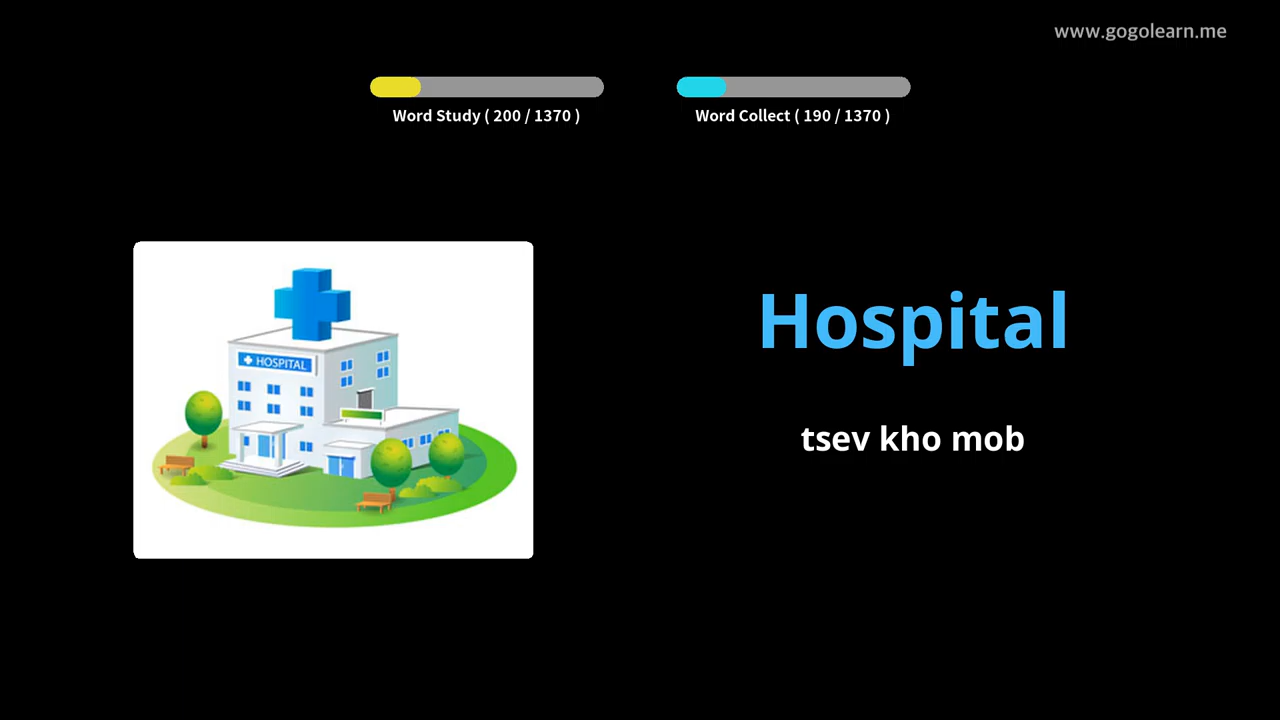 www.gogolearn.me
Word Study ( 200 / 1370 )
Word Collect ( 190 / 1370 )
HOSPITAL
Hospital
tsev kho mob